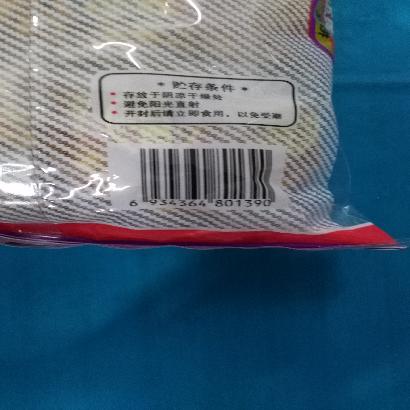 贮存条件
存放于阴凉干燥处
避免阳光直射
开封后请立即食用，以免受潮
6 934364 801390